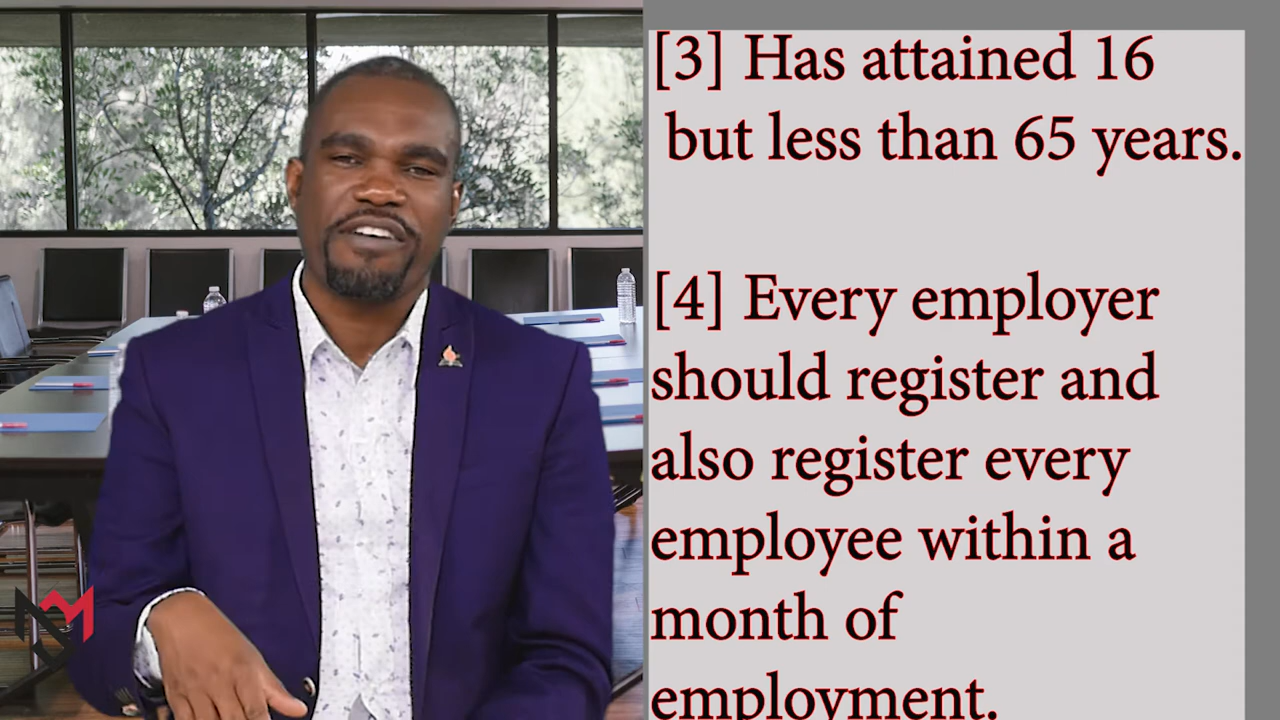 [3] Has attained 16
but less than 65 years.
[4] Every employer
should register and
also register every
employee within a
month of
employment.